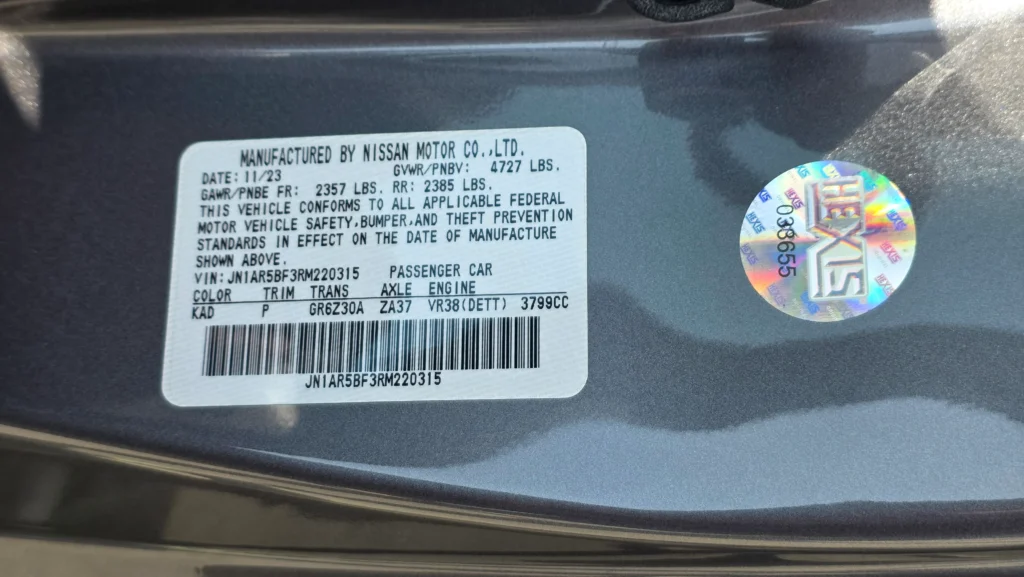 MANUFACTURED BY NISSAN MOTOR CO.,LTD.
DATE: 11/23 GVWR/PNBV: 4727 LBS.
GAWR/PNBE FR: 2357 LBS. RR: 2385 LBS.
THIS VEHICLE CONFORMS TO ALL APPLICABLE FEDERAL
MOTOR VEHICLE SAFETY,BUMPER,AND THEFT PREVENTION
STANDARDS IN EFFECT ON THE DATE OF MANUFACTURE
SHOWN ABOVE.
VIN: JN1AR5BF3RM220315 PASSENGER CAR
COLOR TRIM TRANS AXLE ENGINE
KAD P GR6Z30A ZA37 VR38(DETT) 3799CC
JN1AR5BF3RM220315
HEXIS
038655